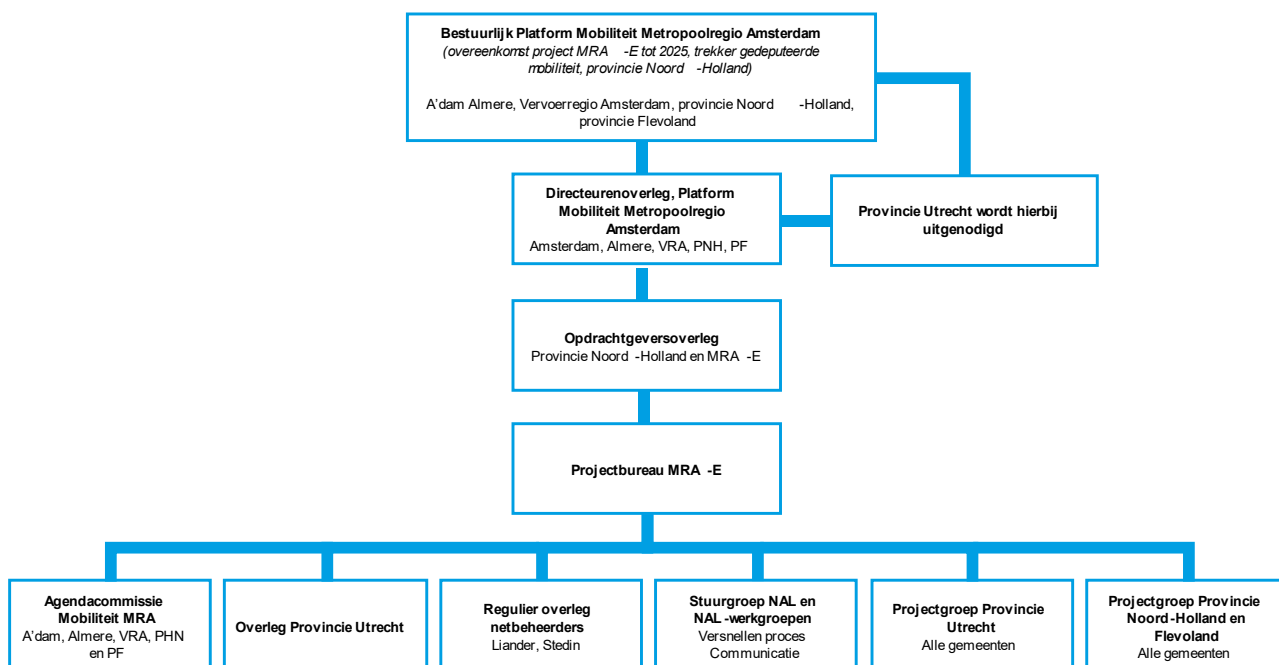 Bestuurlijk Platform Mobiliteit Metropoolregio Amsterdam
(overeenkomst project MRA -E tot 2025, trekker gedeputeerde
mobiliteit, provincie Noord -Holland)
A'dam Almere, Vervoerregio Amsterdam, provincie Noord -Holland,
provincie Flevoland
Directeurenoverleg, Platform
Mobiliteit Metropoolregio
Amsterdam
Amsterdam, Almere, VRA, PNH, PF
Provincie Utrecht wordt hierbij
uitgenodigd
Opdrachtgeversoverleg
Provincie Noord -Holland en MRA -E
Projectbureau MRA -E
Agendacommissie
Mobiliteit MRA
A'dam, Almere, VRA, PHN
en PF
Overleg Provincie Utrecht
Regulier overleg
netbeheerders
Liander, Stedin
Stuurgroep NAL en
NAL -werkgroepen
Versnellen proces
Communicatie
Projectgroep Provincie
Utrecht
Alle gemeenten
Projectgroep Provincie
Noord -Holland en
Flevoland
Alle gemeenten